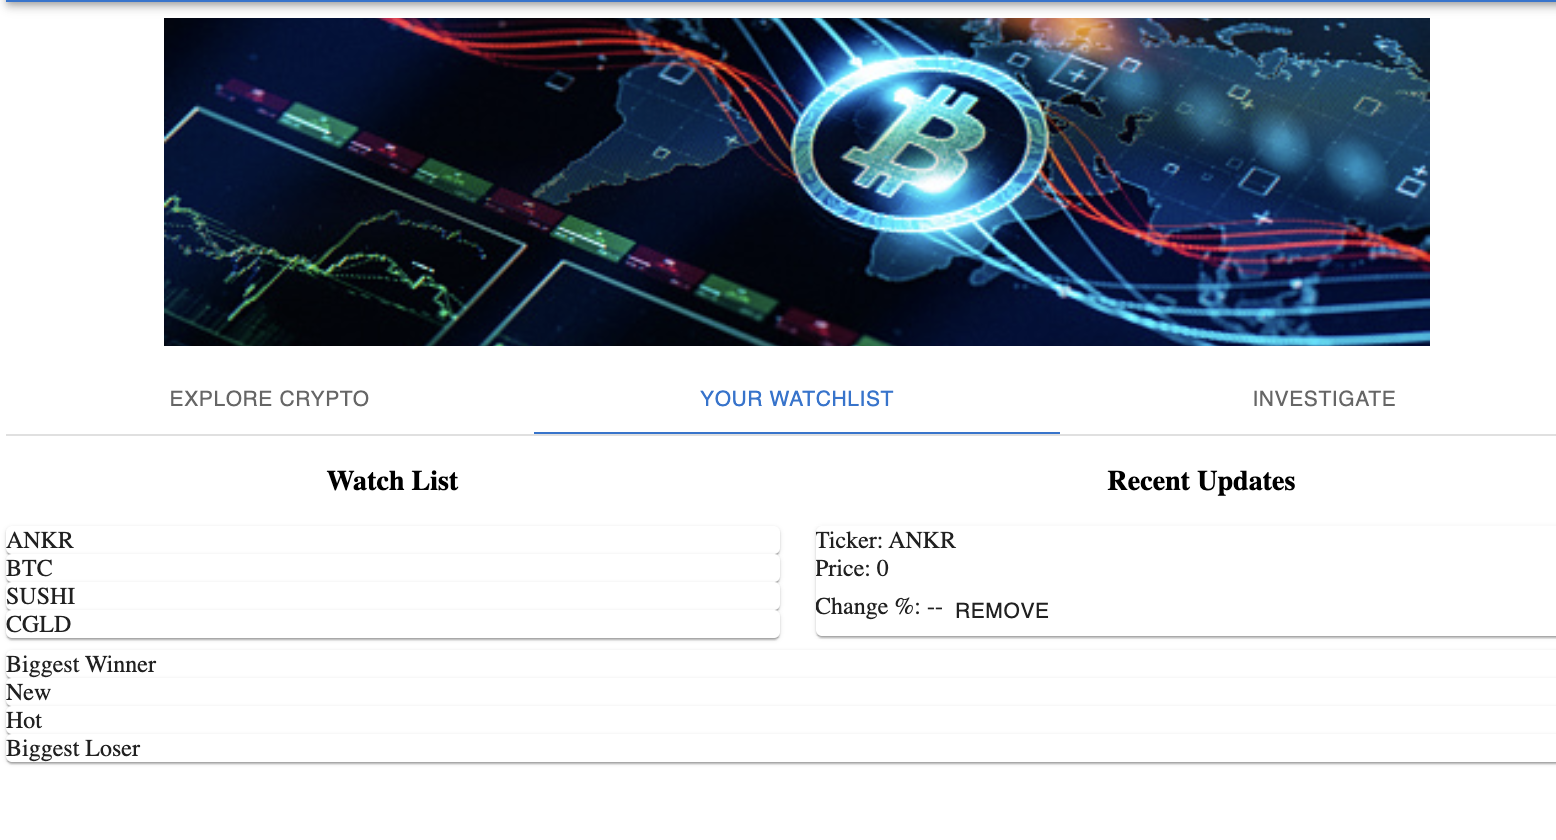 EXPLORE CRYPTO YOUR WATCHLIST INVESTIGATE
Watch List
ANKR
BTC
SUSHI
CGLD
Recent Updates
Ticker: ANKR
Price: 0
Change %: -- REMOVE
Biggest Winner
New
Hot
Biggest Loser